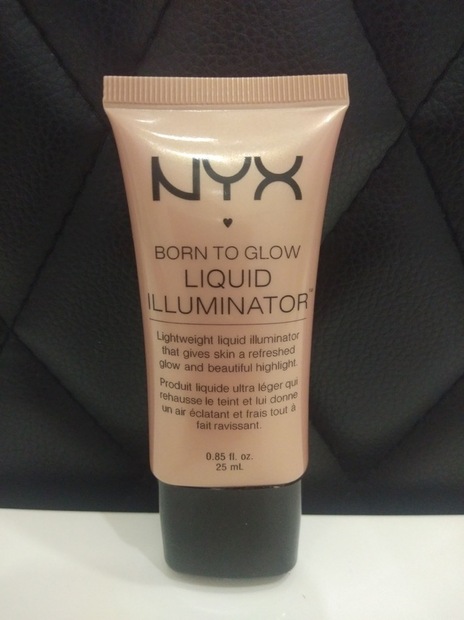 NYX
BORN TO GLOW
LIQUID
ILLUMINATOR™
Lightweight liquid illuminator
that gives skin a refreshed
glow and beautiful highlight.
Produit liquide ultra léger qui
rehausse le teint et lui donne
un air éclatant et frais tout à
fait ravissant.
0.85 fl. oz.
25 mL